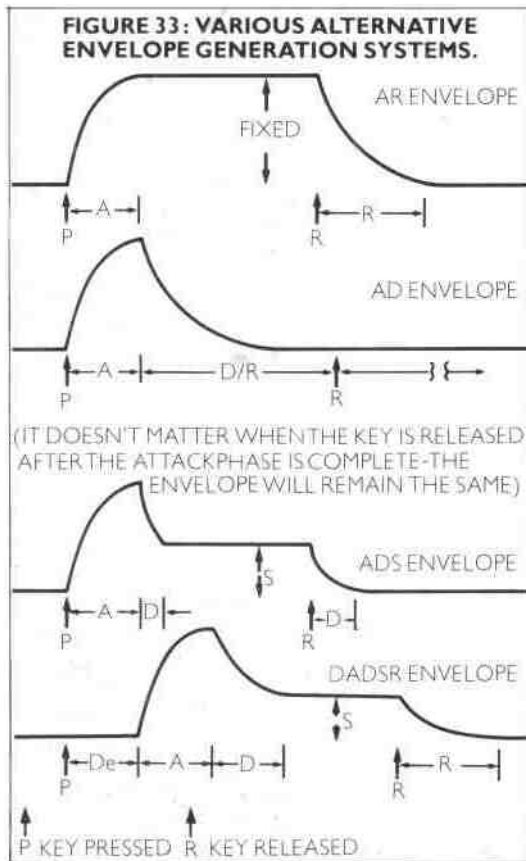 FIGURE 33: VARIOUS ALTERNATIVE
ENVELOPE GENERATION SYSTEMS.
AR ENVELOPE
FIXED
A
R
P
R
AD ENVELOPE
A
D/R
P
R
(IT DOESN'T MATTER WHEN THE KEY IS RELEASED
AFTER THE ATTACK PHASE IS COMPLETE-THE
ENVELOPE WILL REMAIN THE SAME)
ADS ENVELOPE
S
A
D
D
P
R
DADSR ENVELOPE
S
De
A
D
R
P
R
P KEY PRESSED
R KEY RELEASED